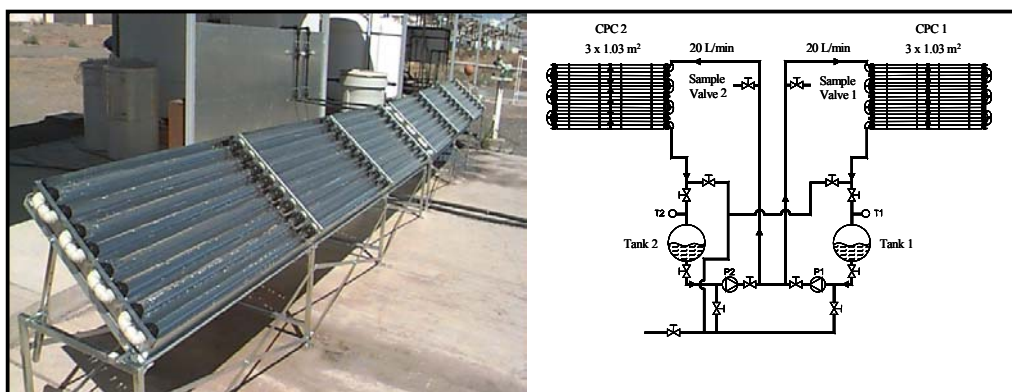 CPC 2
3 x 1.03 m²
20 L/min
Sample
Valve 2
20 L/min
Sample
Valve 1
CPC 1
3 x 1.03 m²
T2
Tank 2
P2
P1
T1
Tank 1